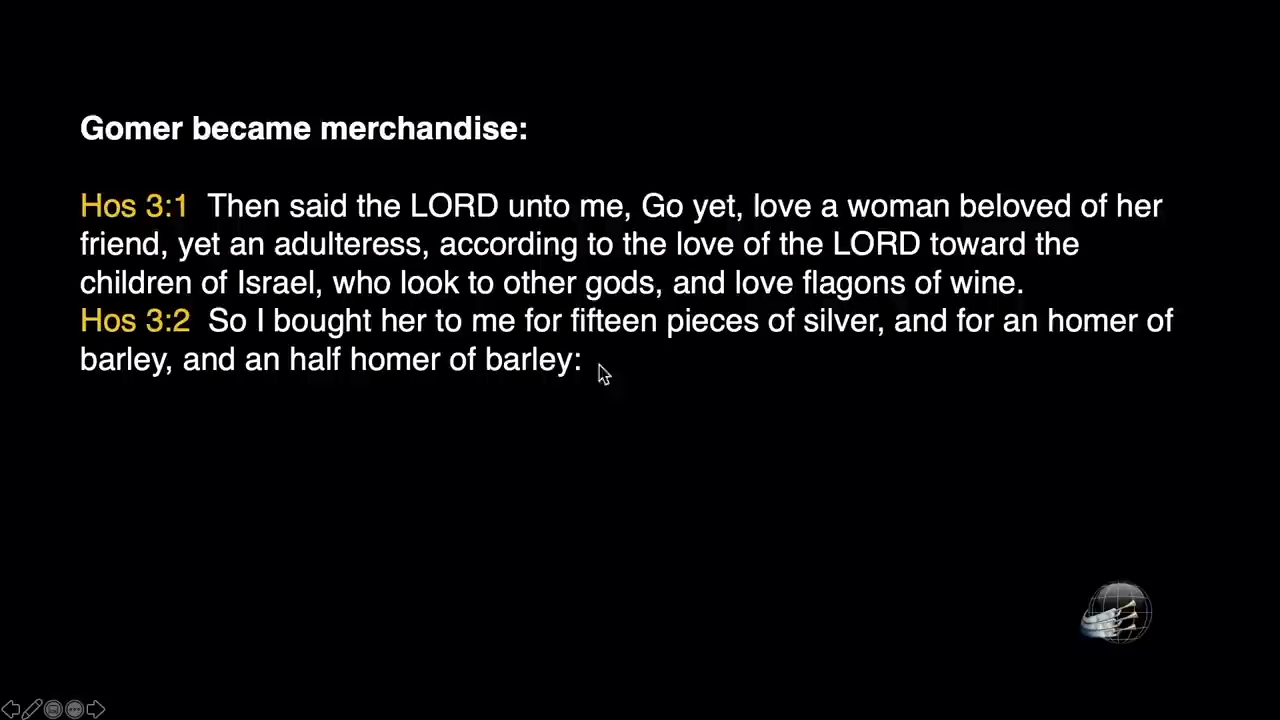 Gomer became merchandise:
Hos 3:1  Then said the LORD unto me, Go yet, love a woman beloved of her
friend, yet an adulteress, according to the love of the LORD toward the
children of Israel, who look to other gods, and love flagons of wine.
Hos 3:2  So I bought her to me for fifteen pieces of silver, and for an homer of
barley, and an half homer of barley: